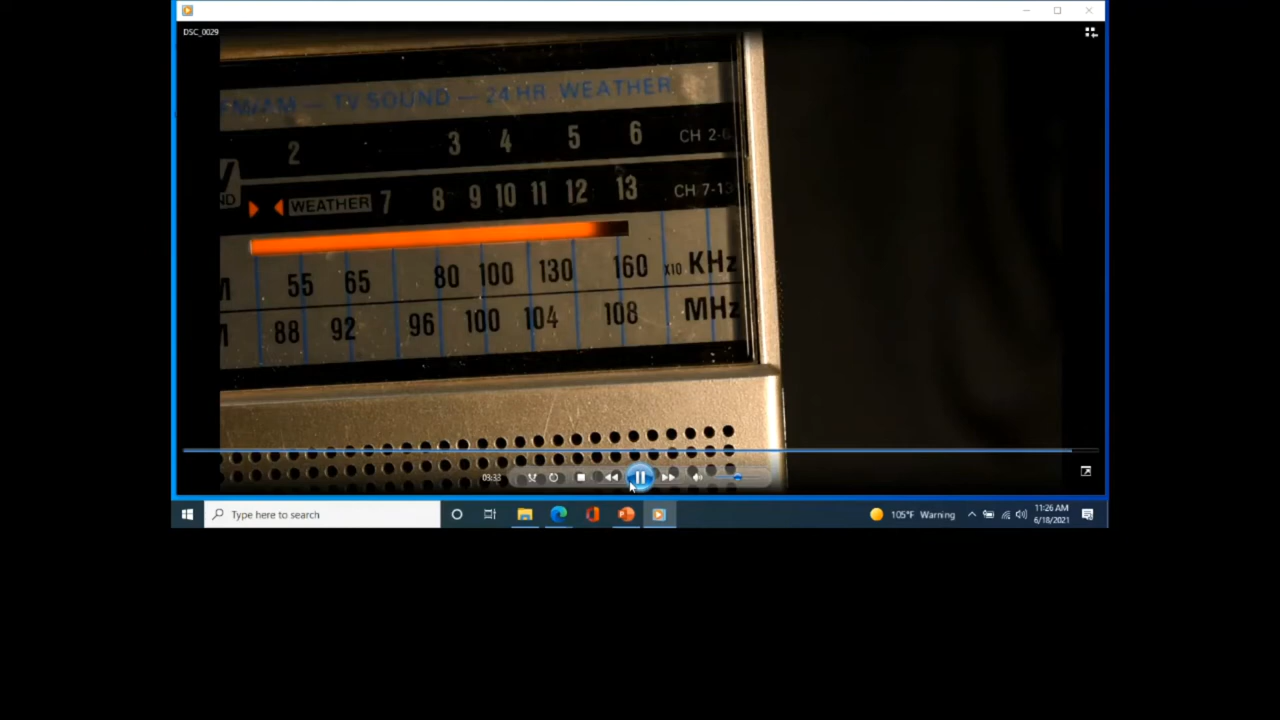 DSC_0029
FM/AM — TV SOUND — 24 HR WEATHER
2 3 4 5 6 CH 2-6
WEATHER 7 8 9 10 11 12 13 CH 7-13
55 65 80 100 130 160 x10 KHz
88 92 96 100 104 108 MHz
03:33
Type here to search
105°F Warning
11:26 AM
6/18/2021